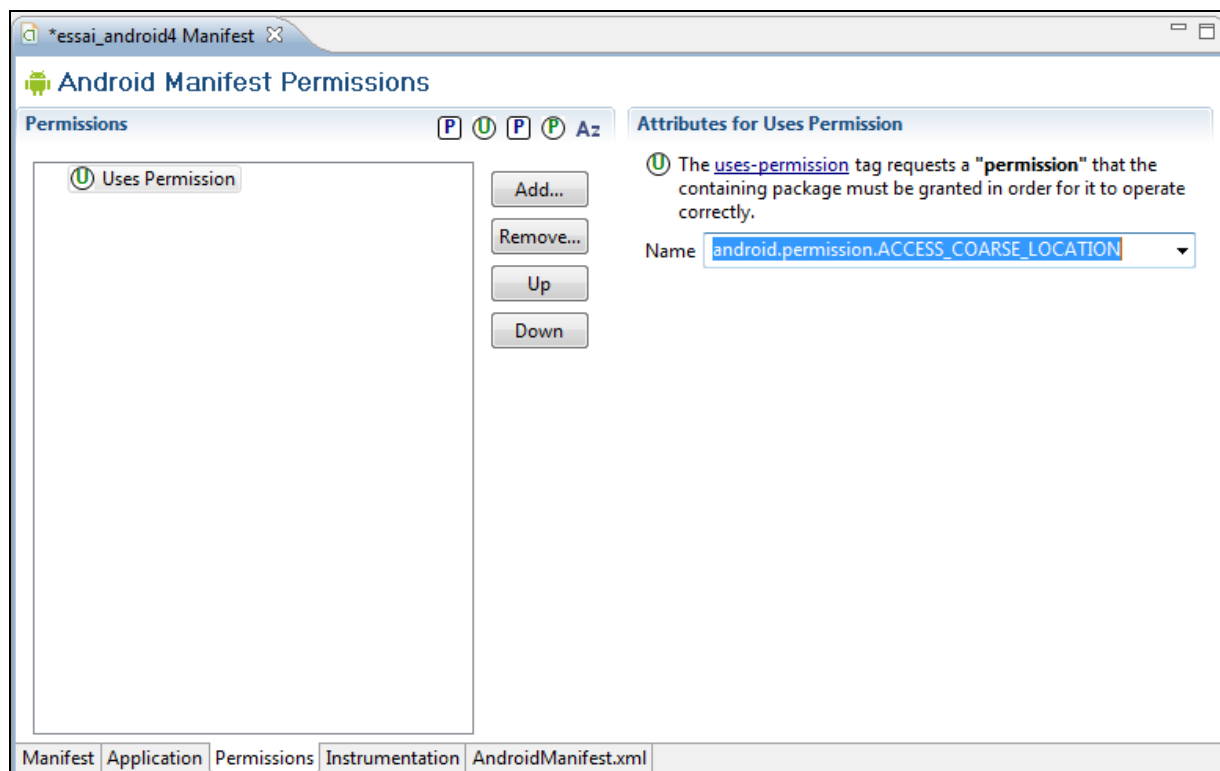 *essai_android4 Manifest
Android Manifest Permissions
Permissions
P U P P Az
U Uses Permission
Add...
Remove...
Up
Down
Attributes for Uses Permission
U The uses-permission tag requests a "permission" that the
containing package must be granted in order for it to operate
correctly.
Name android.permission.ACCESS_COARSE_LOCATION
Manifest Application Permissions Instrumentation AndroidManifest.xml